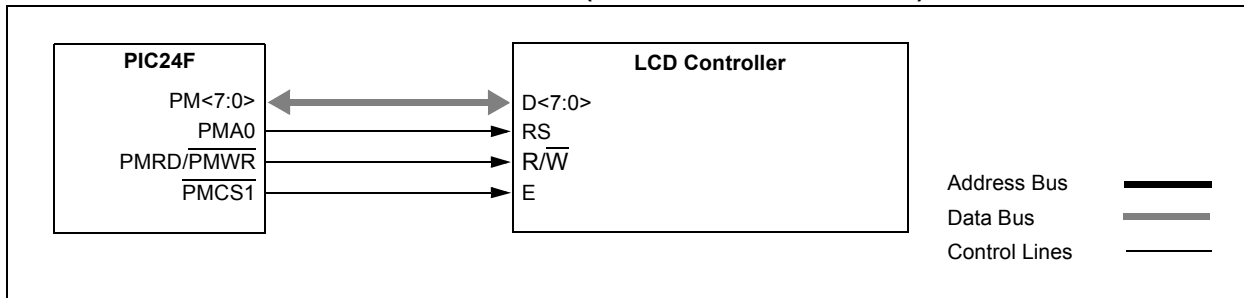 PIC24F
LCD Controller
PM<7:0>
D<7:0>
PMA0
RS
PMRD/PMWR
R/W
PMCS1
E
Address Bus
Data Bus
Control Lines